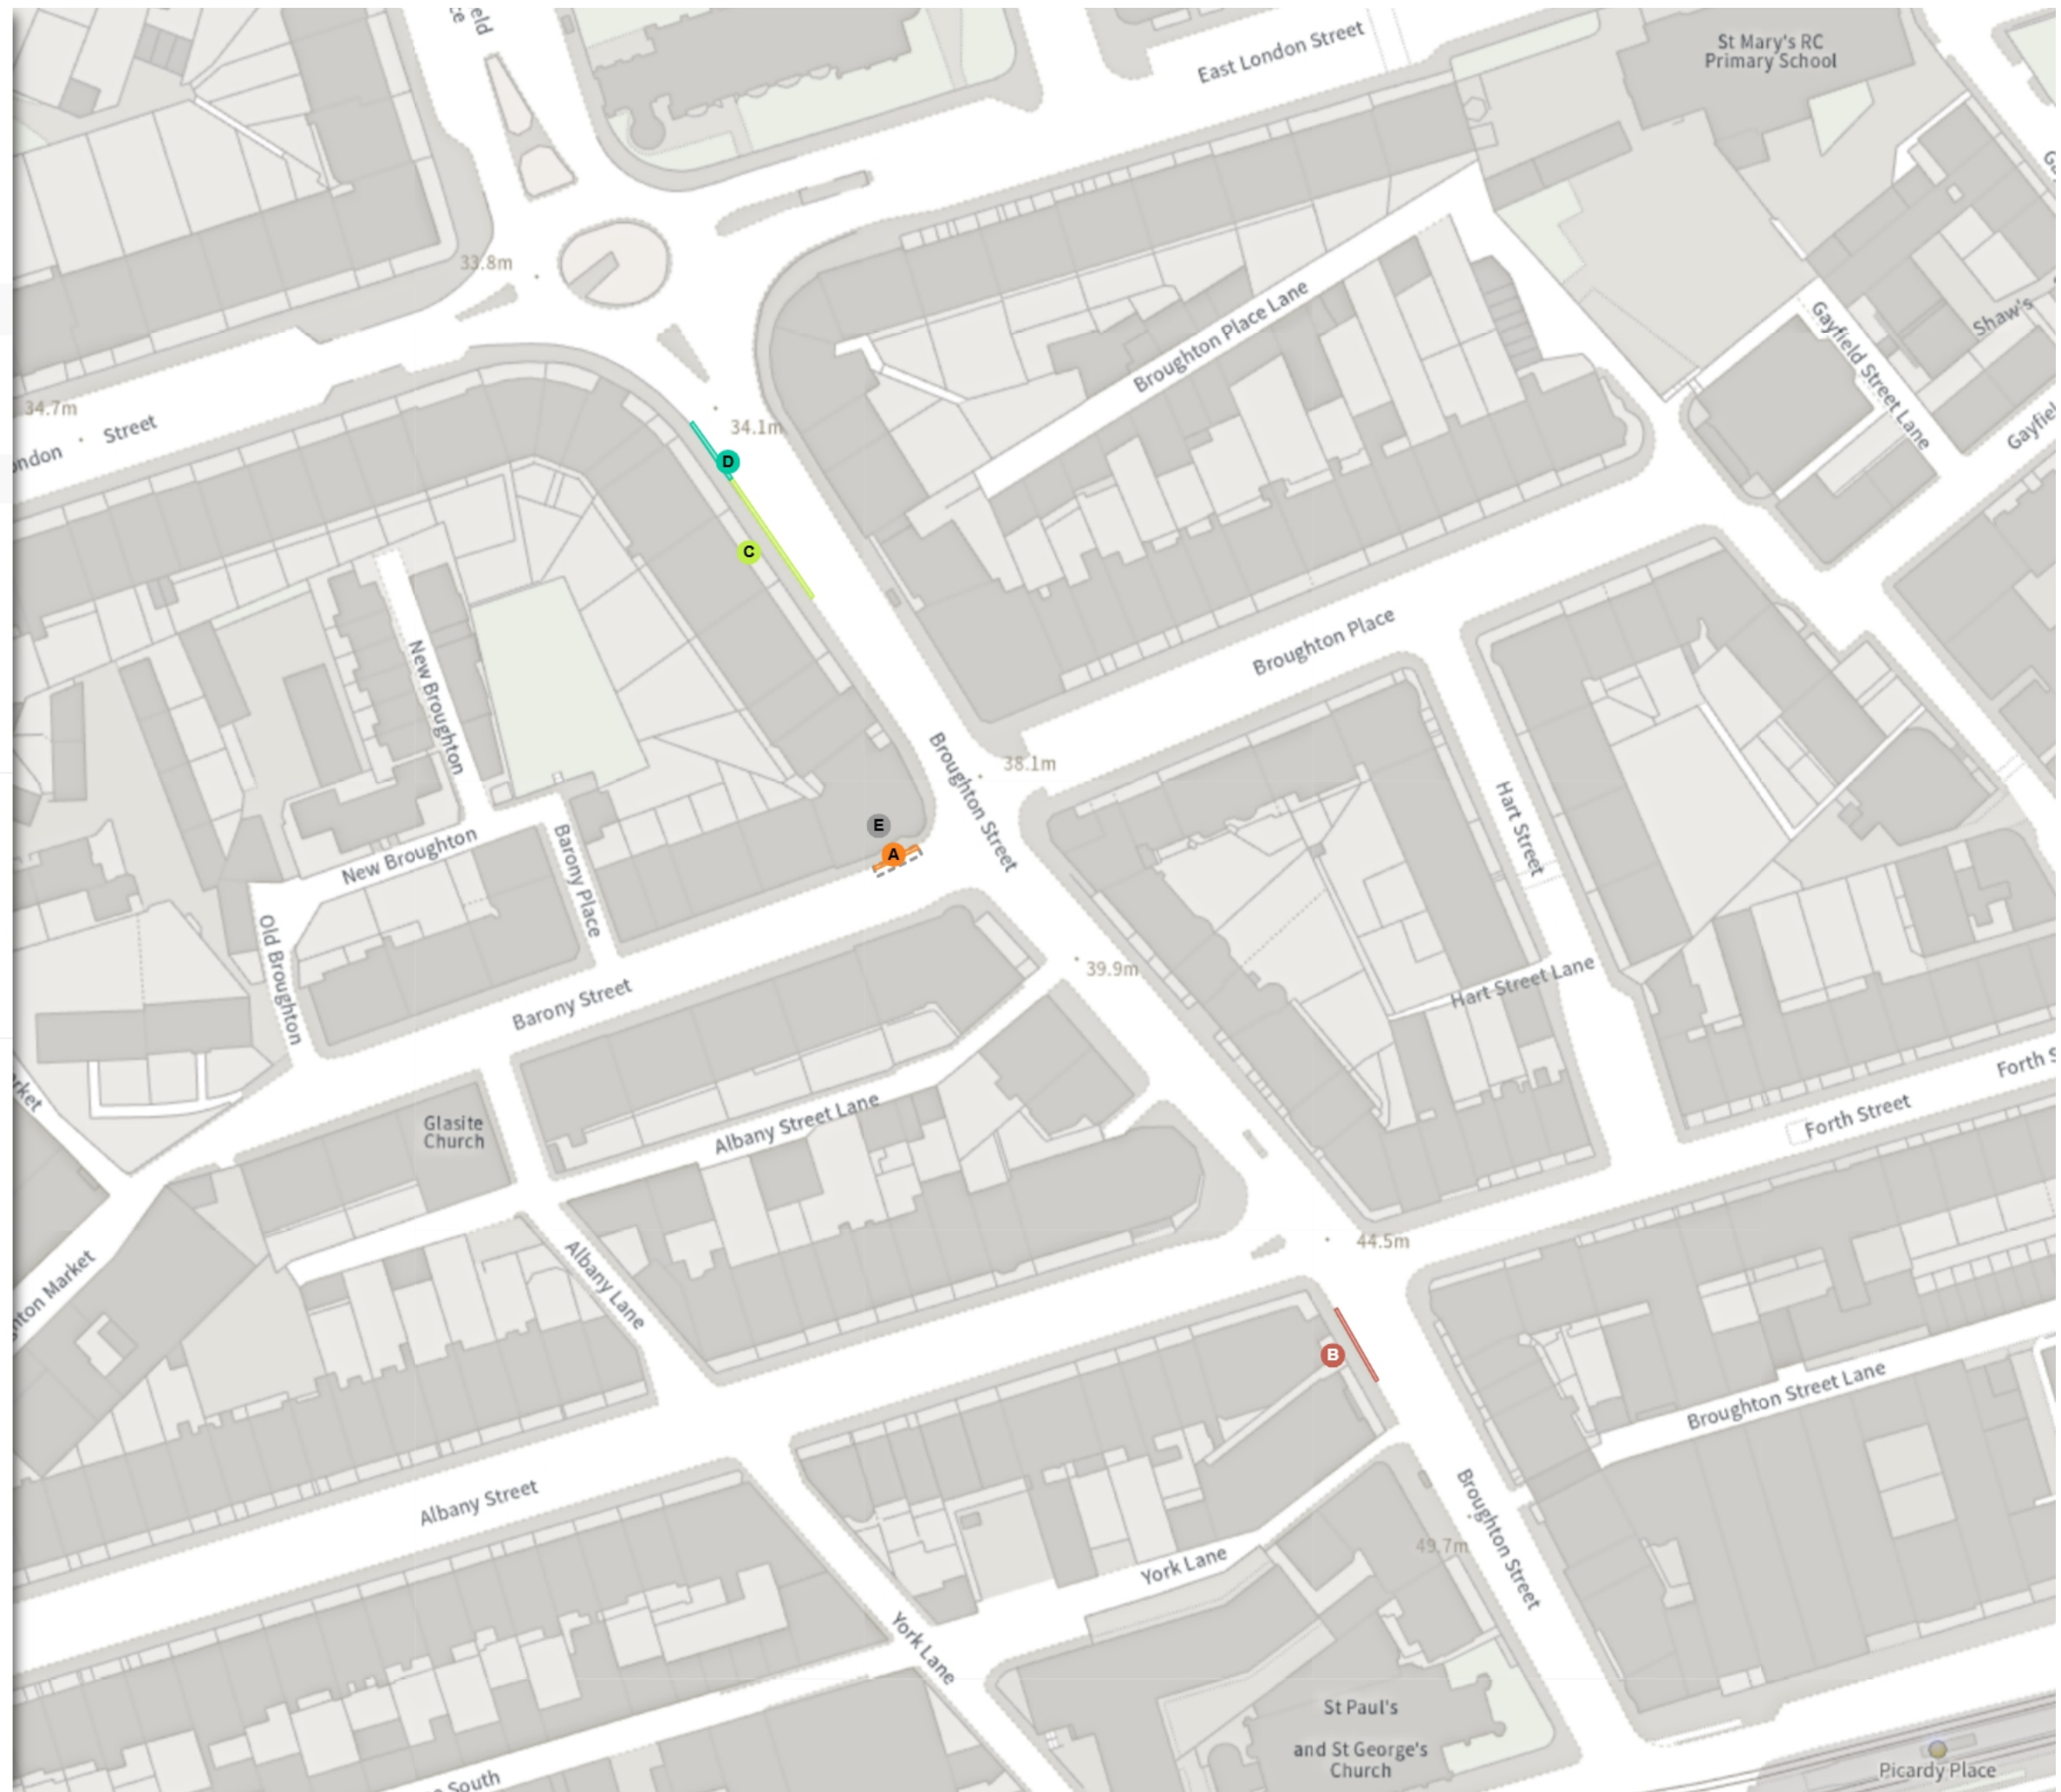 East London Street
St Mary's RC
Primary School
33.8m
34.7m
Street
34.1m
D
C
Broughton Place Lane
Shaw's
Gayfield Street Lane
New Broughton
Broughton Place
Broughton Street
38.1m
Hart Street
E
A
New Broughton
Barony Place
Old Broughton
Barony Street
39.9m
Hart Street Lane
Forth S
Forth Street
Albany Street Lane
Glasite
Church
Albany Lane
44.5m
B
Broughton Street Lane
Albany Street
Broughton Street
49.7m
York Lane
York Lane
St Paul's
and St George's
Church
Picardy Place
South